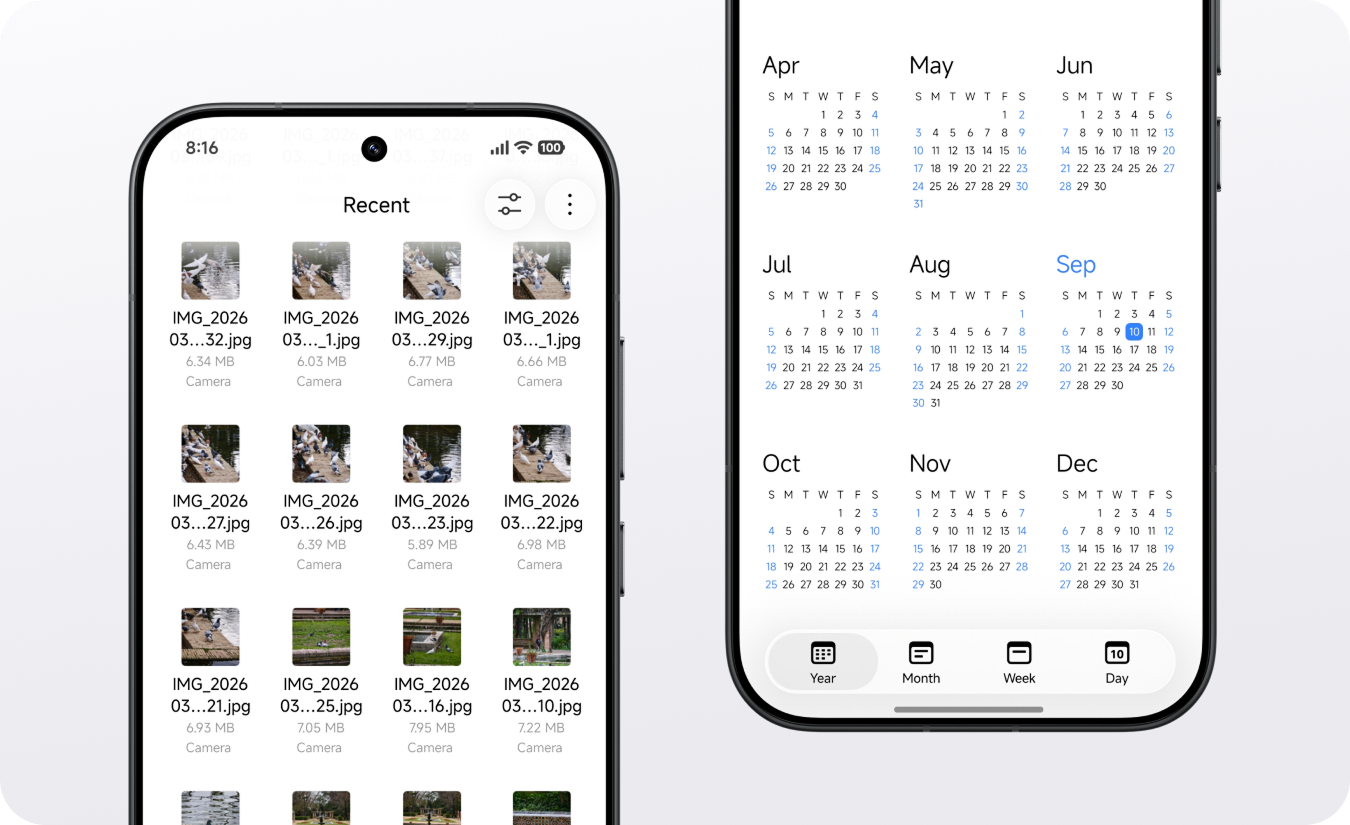 8:16
100
Recent
IMG_2026 IMG_2026 IMG_2026 IMG_2026
03...32.jpg 03..._1.jpg 03...29.jpg 03..._1.jpg
6.34 MB 6.03 MB 6.77 MB 6.66 MB
Camera Camera Camera Camera
IMG_2026 IMG_2026 IMG_2026 IMG_2026
03...27.jpg 03...26.jpg 03...23.jpg 03...22.jpg
6.43 MB 6.39 MB 5.89 MB 6.98 MB
Camera Camera Camera Camera
IMG_2026 IMG_2026 IMG_2026 IMG_2026
03...21.jpg 03...25.jpg 03...16.jpg 03...10.jpg
6.93 MB 7.05 MB 7.95 MB 7.22 MB
Camera Camera Camera Camera
Apr May Jun
S M T W T F S S M T W T F S S M T W T F S
1 2 3 4 1 2 1 2 3 4 5 6
5 6 7 8 9 10 11 3 4 5 6 7 8 9 7 8 9 10 11 12 13
12 13 14 15 16 17 18 10 11 12 13 14 15 16 14 15 16 17 18 19 20
19 20 21 22 23 24 25 17 18 19 20 21 22 23 21 22 23 24 25 26 27
26 27 28 29 30 24 25 26 27 28 29 30 28 29 30
31
Jul Aug Sep
S M T W T F S S M T W T F S S M T W T F S
1 2 3 4 1 1 2 3 4 5
5 6 7 8 9 10 11 2 3 4 5 6 7 8 6 7 8 9 10 11 12
12 13 14 15 16 17 18 9 10 11 12 13 14 15 13 14 15 16 17 18 19
19 20 21 22 23 24 25 16 17 18 19 20 21 22 20 21 22 23 24 25 26
26 27 28 29 30 31 23 24 25 26 27 28 29 27 28 29 30
30 31
Oct Nov Dec
S M T W T F S S M T W T F S S M T W T F S
1 2 3 1 2 3 4 5 6 7 1 2 3 4 5
4 5 6 7 8 9 10 8 9 10 11 12 13 14 6 7 8 9 10 11 12
11 12 13 14 15 16 17 15 16 17 18 19 20 21 13 14 15 16 17 18 19
18 19 20 21 22 23 24 22 23 24 25 26 27 28 20 21 22 23 24 25 26
25 26 27 28 29 30 31 29 30 27 28 29 30 31
10
Year Month Week Day